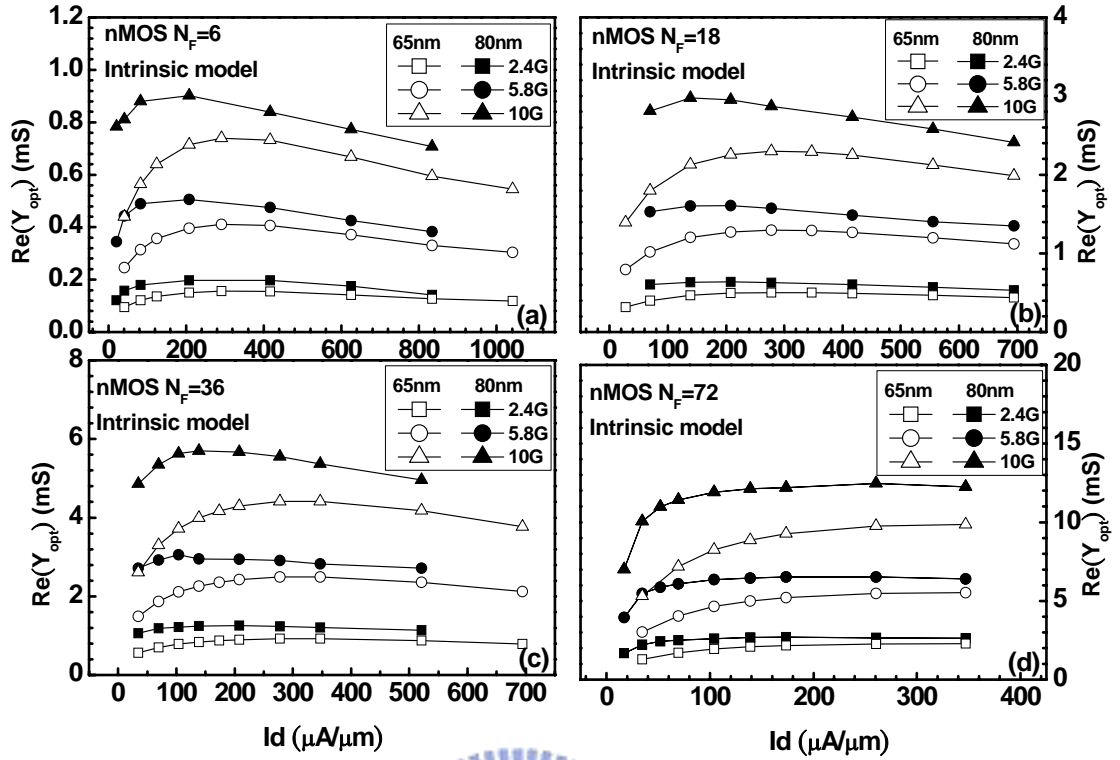 nMOS N_F=6
Intrinsic model
65nm 80nm
2.4G
5.8G
10G
(a)
Re(Y_opt) (mS)
1.2
1.0
0.8
0.6
0.4
0.2
0.0
0 200 400 600 800 1000
nMOS N_F=18
Intrinsic model
65nm 80nm
2.4G
5.8G
10G
(b)
Re(Y_opt) (mS)
4
3
2
1
0
0 100 200 300 400 500 600 700
nMOS N_F=36
Intrinsic model
65nm 80nm
2.4G
5.8G
10G
(c)
Re(Y_opt) (mS)
8
6
4
2
0
0 100 200 300 400 500 600 700
Id (μA/μm)
nMOS N_F=72
Intrinsic model
65nm 80nm
2.4G
5.8G
10G
(d)
Re(Y_opt) (mS)
20
15
10
5
0
0 100 200 300 400
Id (μA/μm)